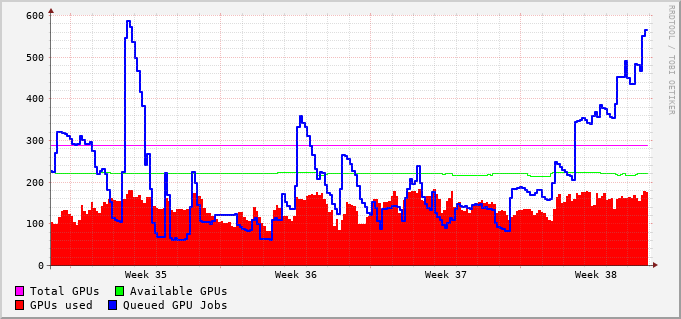 600
500
400
300
200
100
0
Week 35 Week 36 Week 37 Week 38
Total GPUs Available GPUs
GPUs used Queued GPU Jobs
RRDTOOL / TOBI OETIKER